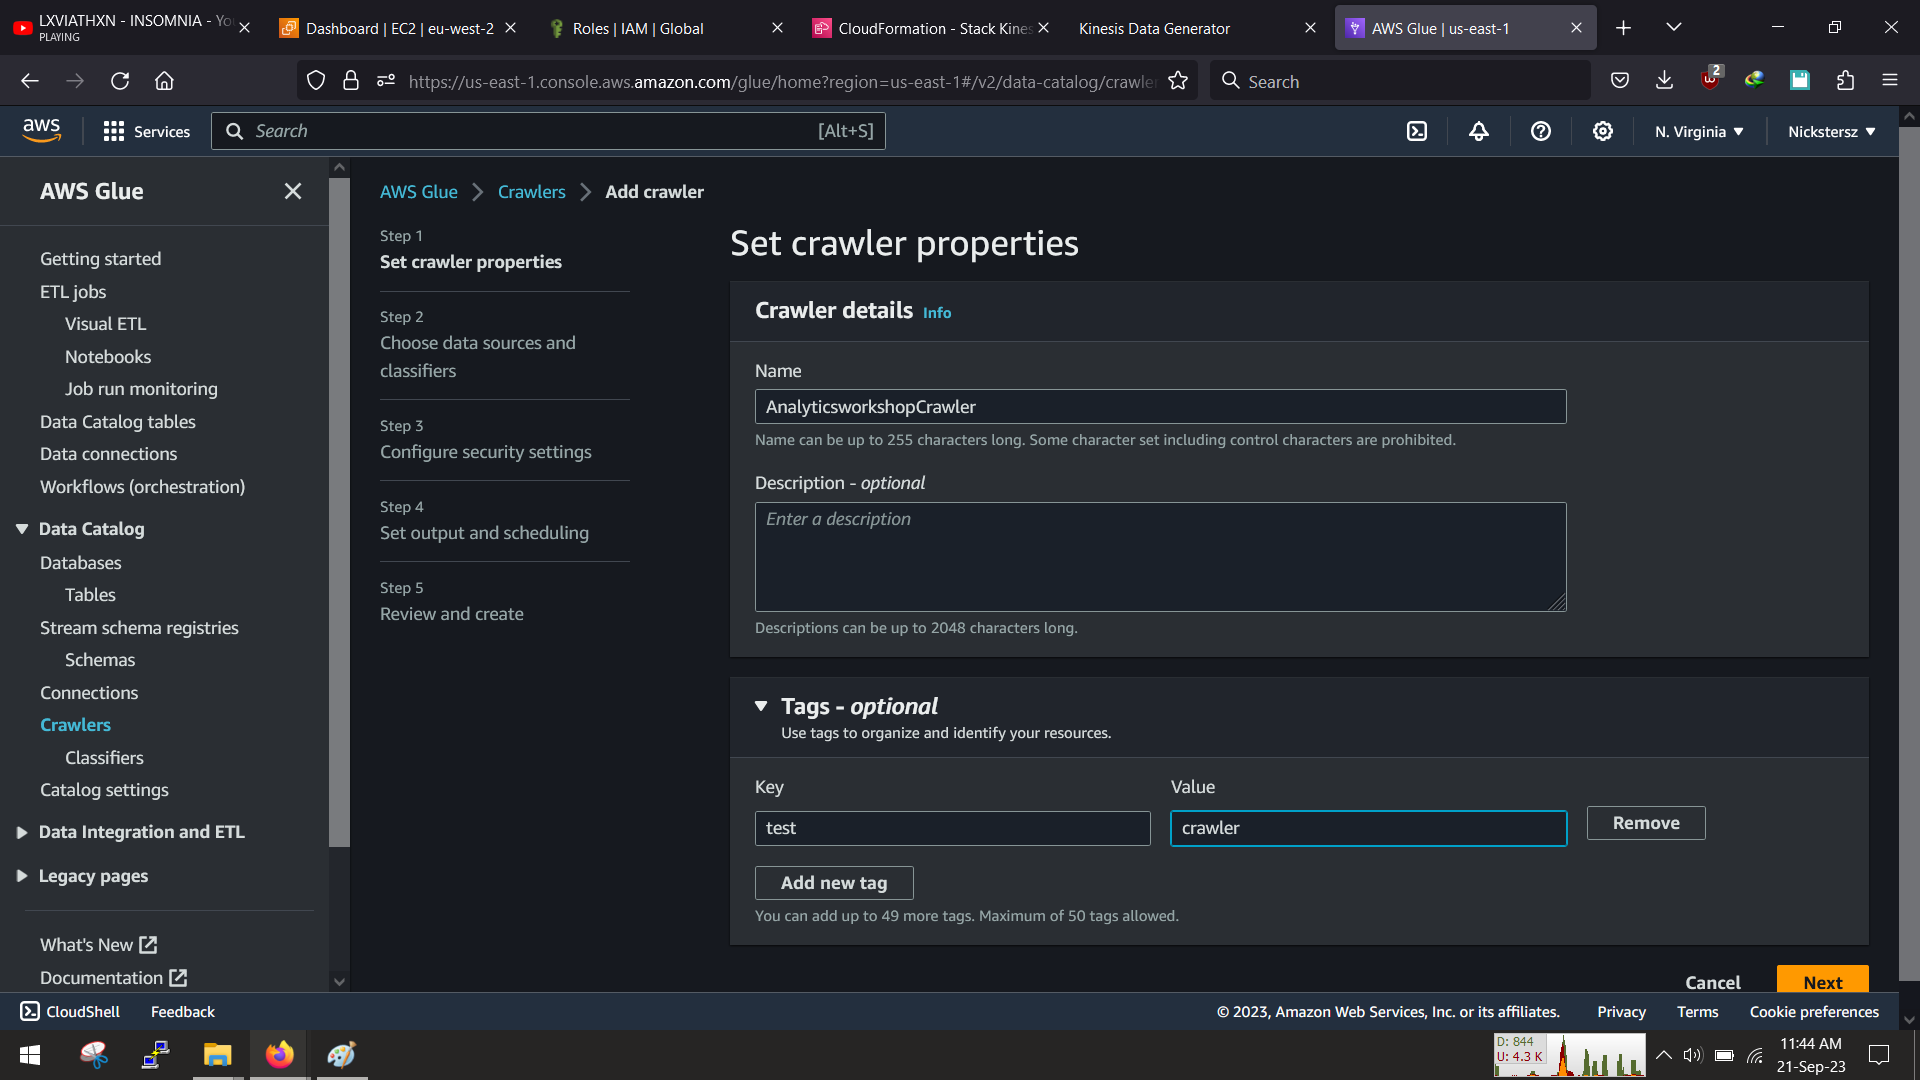 LXVIATHXN - INSOMNIA - Yo
PLAYING
Dashboard | EC2 | eu-west-2
Roles | IAM | Global
CloudFormation - Stack Kines
Kinesis Data Generator
AWS Glue | us-east-1
https://us-east-1.console.aws.amazon.com/glue/home?region=us-east-1#/v2/data-catalog/crawler
Search
2
aws
Services
Search
[Alt+S]
N. Virginia
Nickstersz
AWS Glue
Getting started
ETL jobs
Visual ETL
Notebooks
Job run monitoring
Data Catalog tables
Data connections
Workflows (orchestration)
Data Catalog
Databases
Tables
Stream schema registries
Schemas
Connections
Crawlers
Classifiers
Catalog settings
Data Integration and ETL
Legacy pages
What's New
Documentation
AWS Glue
Crawlers
Add crawler
Step 1
Set crawler properties
Step 2
Choose data sources and
classifiers
Step 3
Configure security settings
Step 4
Set output and scheduling
Step 5
Review and create
Set crawler properties
Crawler details Info
Name
AnalyticsworkshopCrawler
Name can be up to 255 characters long. Some character set including control characters are prohibited.
Description - optional
Enter a description
Descriptions can be up to 2048 characters long.
Tags - optional
Use tags to organize and identify your resources.
Key
Value
test
crawler
Remove
Add new tag
You can add up to 49 more tags. Maximum of 50 tags allowed.
Cancel
Next
CloudShell
Feedback
© 2023, Amazon Web Services, Inc. or its affiliates.
Privacy
Terms
Cookie preferences
D: 844
U: 4.3 K
11:44 AM
21-Sep-23